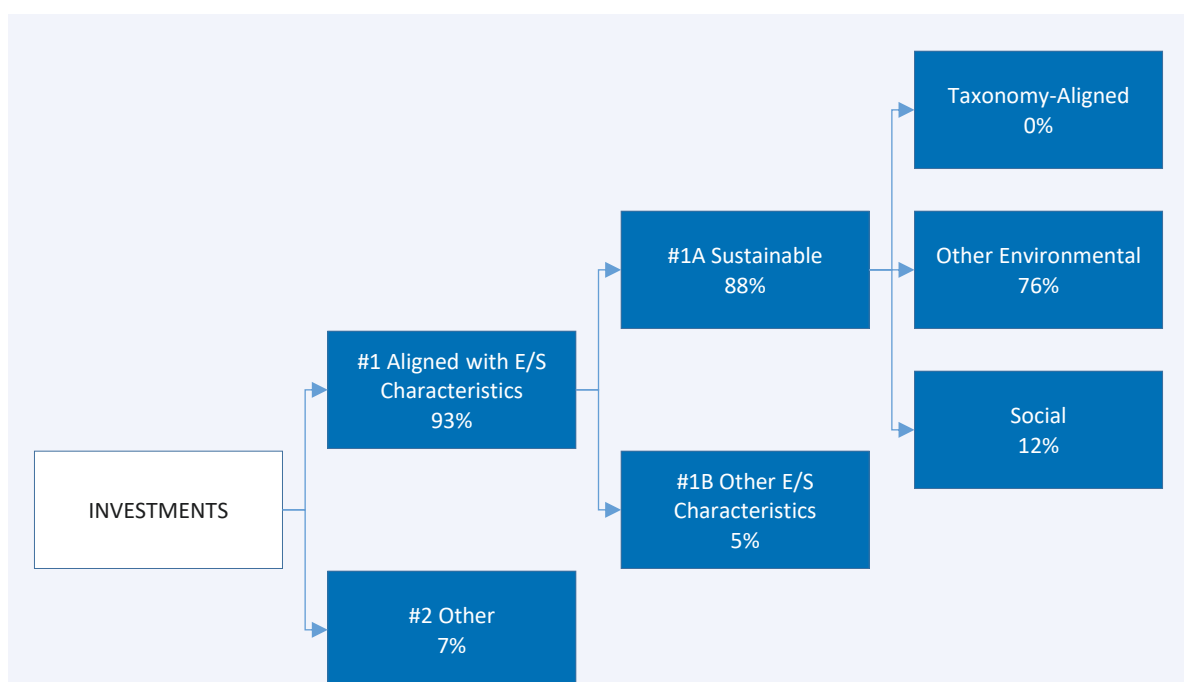 INVESTMENTS
#1 Aligned with E/S
Characteristics
93%
#2 Other
7%
#1A Sustainable
88%
#1B Other E/S
Characteristics
5%
Taxonomy-Aligned
0%
Other Environmental
76%
Social
12%